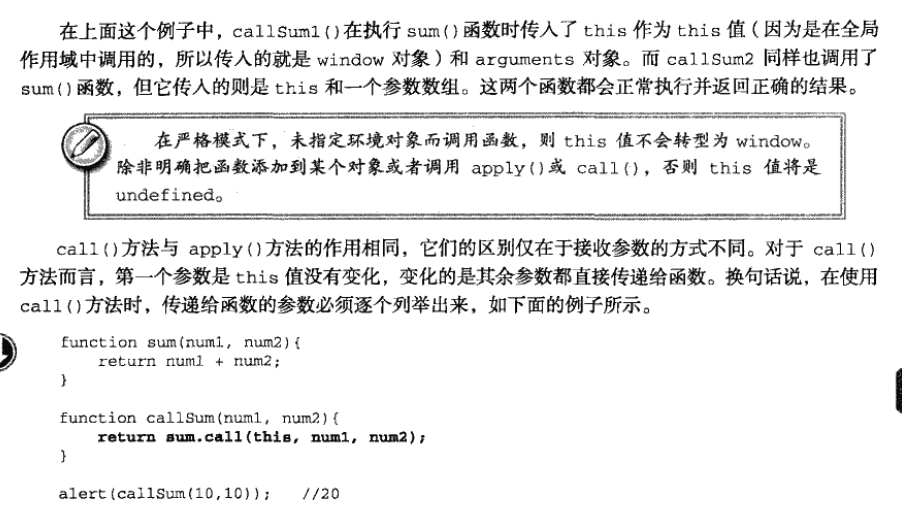 在上面这个例子中，callSum1()在执行 sum()函数时传入了 this 作为 this 值（因为是在全局
作用域中调用的，所以传入的就是 window 对象）和 arguments 对象。而 callSum2 同样也调用了
sum()函数，但它传入的则是 this 和一个参数数组。这两个函数都会正常执行并返回正确的结果。
在严格模式下，未指定环境对象而调用函数，则 this 值不会转型为 window。
除非明确把函数添加到某个对象或者调用 apply()或 call()，否则 this 值将是
undefined。
call()方法与 apply()方法的作用相同，它们的区别仅在于接收参数的方式不同。对于 call()
方法而言，第一个参数是 this 值没有变化，变化的是其余参数都直接传递给函数。换句话说，在使用
call()方法时，传递给函数的参数必须逐个列举出来，如下面的例子所示。
function sum(num1, num2){
return num1 + num2;
}
function callSum(num1, num2){
return sum.call(this, num1, num2);
}
alert(callSum(10,10)); //20